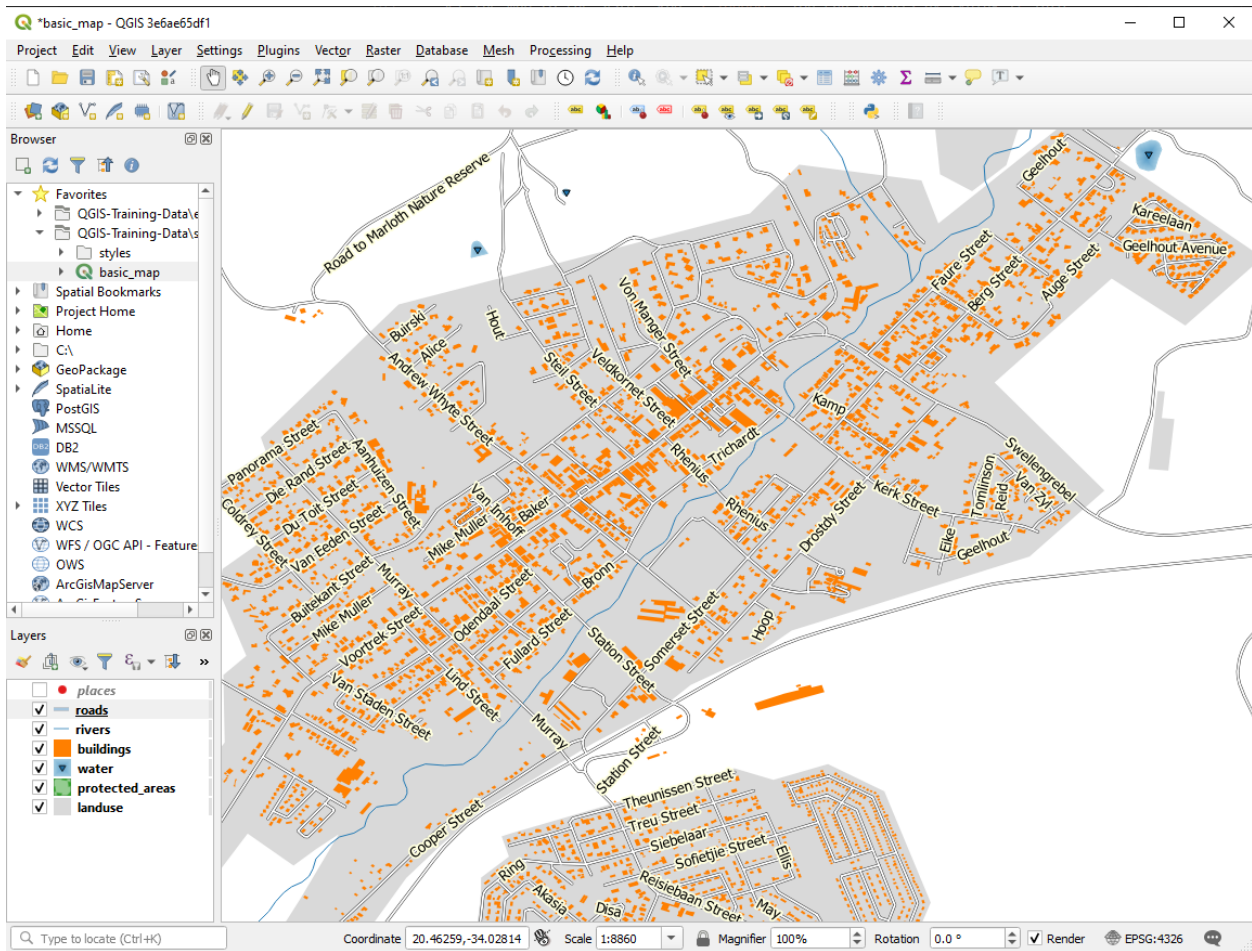 *basic_map - QGIS 3e6ae65df1
Project Edit View Layer Settings Plugins Vector Raster Database Mesh Processing Help
Browser
Favorites
QGIS-Training-Data\e
QGIS-Training-Data\s
styles
basic_map
Spatial Bookmarks
Project Home
Home
C:\
GeoPackage
SpatiaLite
PostGIS
MSSQL
DB2
WMS/WMTS
Vector Tiles
XYZ Tiles
WCS
WFS / OGC API - Feature
OWS
ArcGisMapServer
Layers
places
roads
rivers
buildings
water
protected_areas
landuse
Road to Marloth Nature Reserve
Geelhout
Kareelaan
Geelhout Avenue
Faure Street
Berg Street
Auge Street
Von Manger Street
Buirski
Alice
Hout
Andrew Whyte Street
Steil Street
Veldkornet Street
Kamp
Trichardt
Rhenius
Rhenius
Panorama Street
Die Rand Street
Aanhuizen Street
Du Toit Street
Coldrey Street
Van Eeden Street
Van Imhoff
Baker
Mike Muller
Drostdy Street
Kerk Street
Swellengrebel
Tomlinson
Reid
Van Zyl
Eikel
Geelhout
Buitekant Street
Murray
Mike Muller
Voortrek Street
Odendaal Street
Bronn
Fullard Street
Station Street
Somerset Street
Hoop
Van Staden Street
Lind Street
Murray
Station Street
Cooper Street
Theunissen Street
Treu Street
Siebelaar
Sofietjie Street
Ellis
Ring
Akasia
Disa
Reisiebaan Street
May
Type to locate (Ctrl+K)
Coordinate 20.46259,-34.02814 Scale 1:8860 Magnifier 100% Rotation 0.0 ° Render EPSG:4326